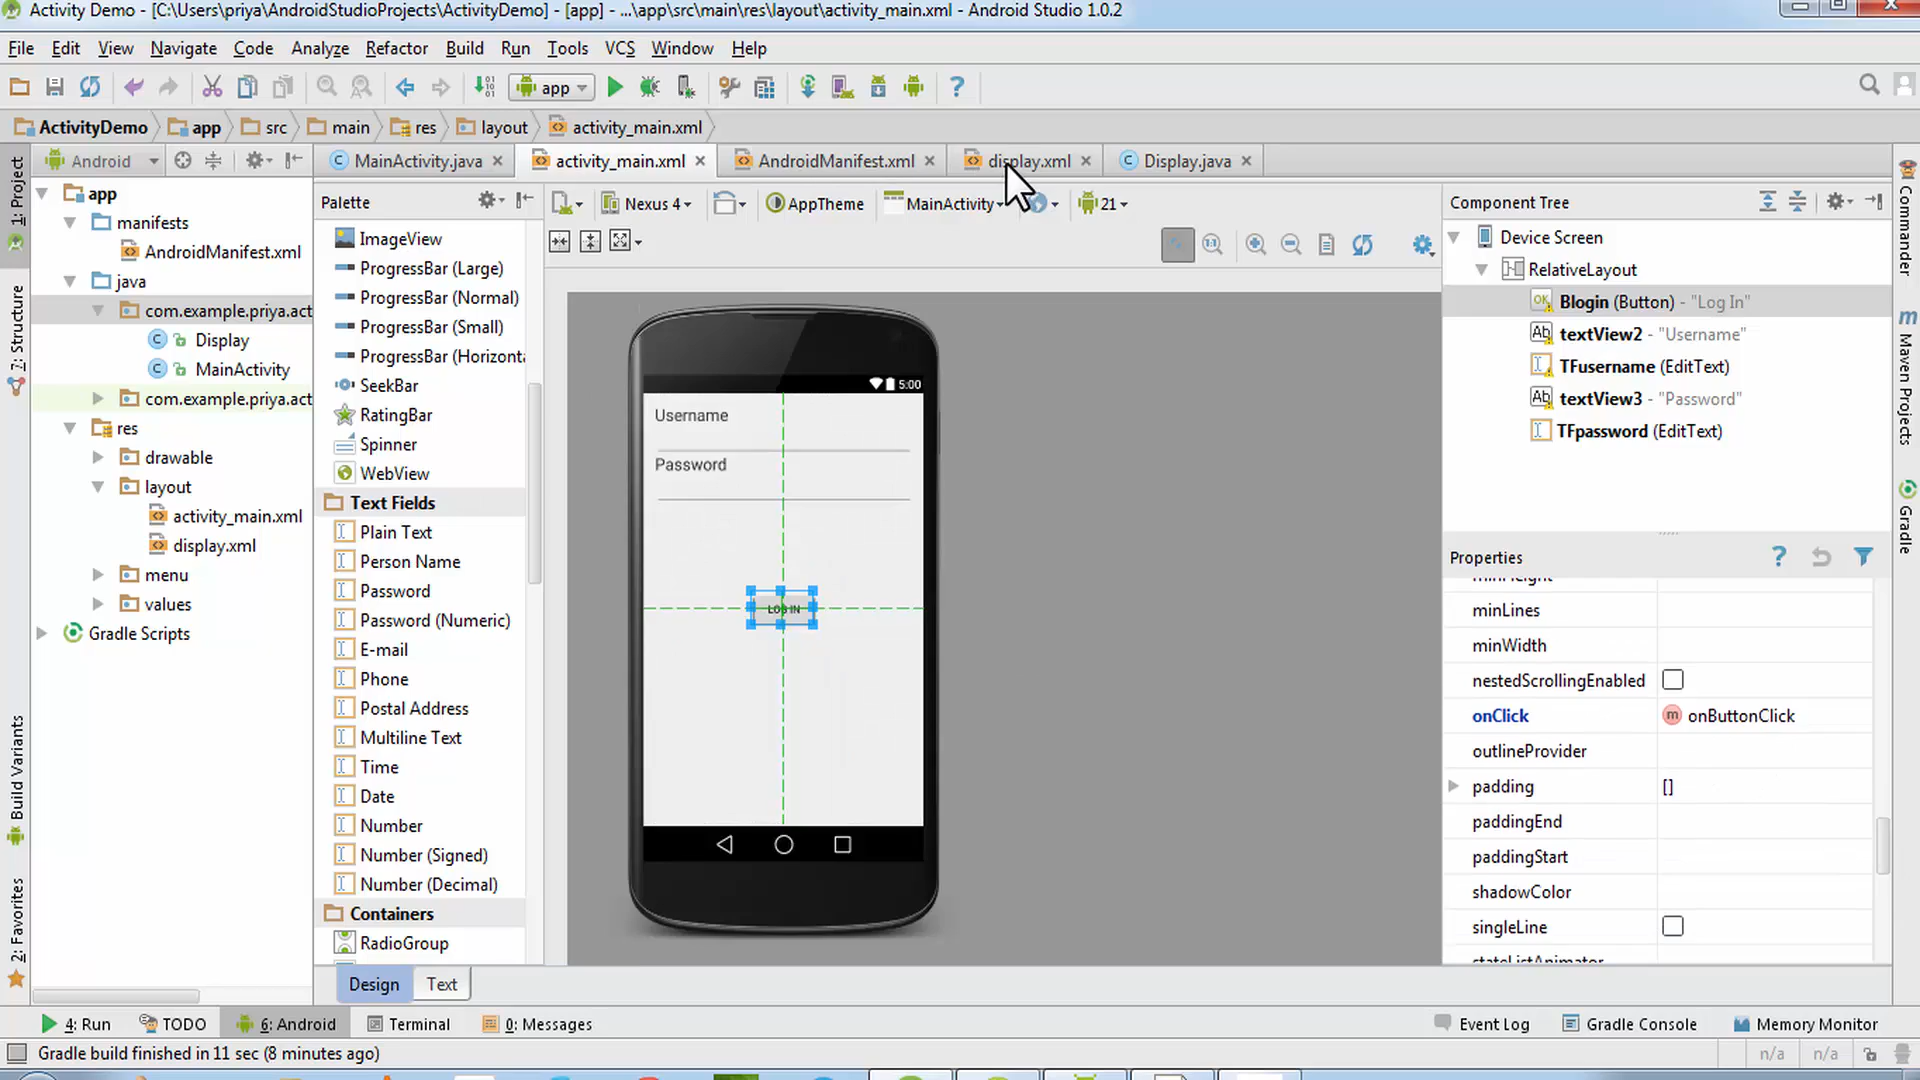 Activity Demo - [C:\Users\priya\AndroidStudioProjects\ActivityDemo] - [app] - ...\app\src\main\res\layout\activity_main.xml - Android Studio 1.0.2
File Edit View Navigate Code Analyze Refactor Build Run Tools VCS Window Help
app
ActivityDemo app src main res layout activity_main.xml
Android MainActivity.java activity_main.xml AndroidManifest.xml display.xml Display.java
1: Project
7: Structure
Build Variants
2: Favorites
app
manifests
AndroidManifest.xml
java
com.example.priya.act
Display
MainActivity
com.example.priya.act
res
drawable
layout
activity_main.xml
display.xml
menu
values
Gradle Scripts
Palette
ImageView
ProgressBar (Large)
ProgressBar (Normal)
ProgressBar (Small)
ProgressBar (Horizonta
SeekBar
RatingBar
Spinner
WebView
Text Fields
Plain Text
Person Name
Password
Password (Numeric)
E-mail
Phone
Postal Address
Multiline Text
Time
Date
Number
Number (Signed)
Number (Decimal)
Containers
RadioGroup
Design Text
Nexus 4 AppTheme MainActivity 21
5:00
Username
Password
LOG IN
Component Tree
Device Screen
RelativeLayout
Blogin (Button) - "Log In"
textView2 - "Username"
TFusername (EditText)
textView3 - "Password"
TFpassword (EditText)
Properties
minHeight
minLines
minWidth
nestedScrollingEnabled
onClick onButtonClick
outlineProvider
padding []
paddingEnd
paddingStart
shadowColor
singleLine
stateListAnimator
Commander
Maven Projects
Gradle
4: Run TODO 6: Android Terminal 0: Messages Event Log Gradle Console Memory Monitor
Gradle build finished in 11 sec (8 minutes ago) n/a n/a